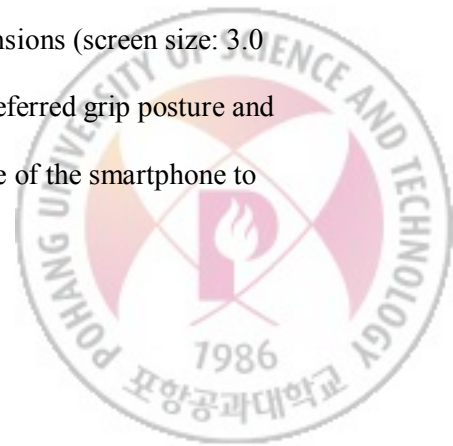 nsions (screen size: 3.0
eferred grip posture and
e of the smartphone to
POHANG UNIVERSITY OF SCIENCE AND TECHNOLOGY
1986
포항공과대학교